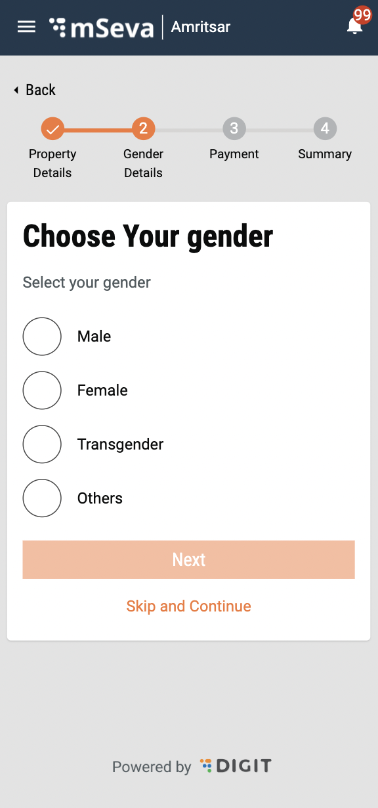 mSeva Amritsar 99
Back
2 3 4
Property Gender Payment Summary
Details Details
Choose Your gender
Select your gender
Male
Female
Transgender
Others
Next
Skip and Continue
Powered by DIGIT